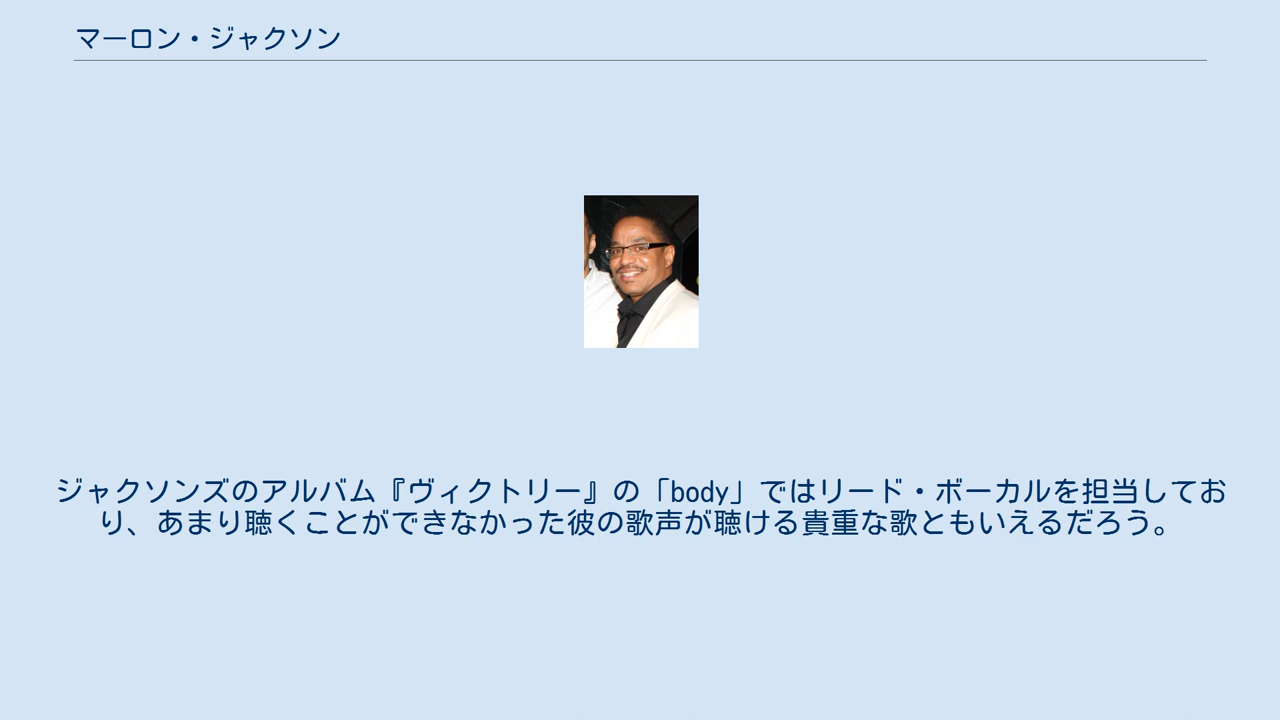 マーロン・ジャクソン
ジャクソンズのアルバム『ヴィクトリー』の「body」ではリード・ボーカルを担当してお
り、あまり聴くことができなかった彼の歌声が聴ける貴重な歌ともいえるだろう。